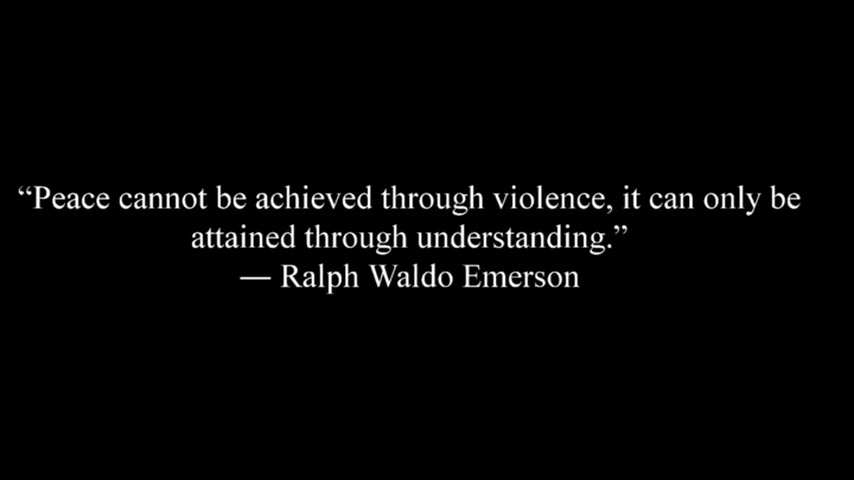 “Peace cannot be achieved through violence, it can only be
attained through understanding.”
― Ralph Waldo Emerson